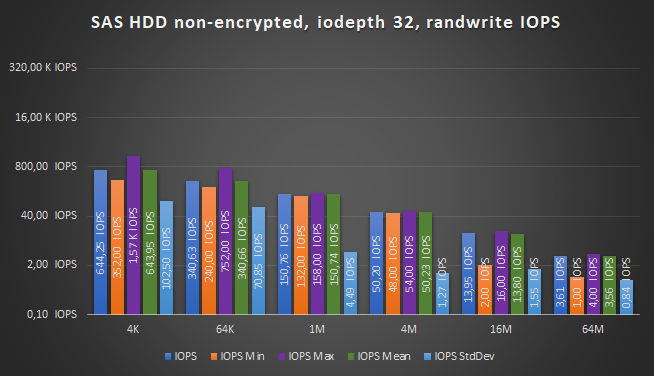 SAS HDD non-encrypted, iodepth 32, randwrite IOPS
320,00 K IOPS
16,00 K IOPS
800,00 IOPS
40,00 IOPS
2,00 IOPS
0,10 IOPS
644,25 IOPS
352,00 IOPS
1,57 K IOPS
643,95 IOPS
102,50 IOPS
340,63 IOPS
240,00 IOPS
752,00 IOPS
340,66 IOPS
70,85 IOPS
150,76 IOPS
132,00 IOPS
158,00 IOPS
150,74 IOPS
4,49 IOPS
50,20 IOPS
48,00 IOPS
54,00 IOPS
50,23 IOPS
1,27 IOPS
13,95 IOPS
2,00 IOPS
16,00 IOPS
13,80 IOPS
1,55 IOPS
3,61 IOPS
1,00 IOPS
4,00 IOPS
3,56 IOPS
0,84 IOPS
4K 64K 1M 4M 16M 64M
IOPS IOPS Min IOPS Max IOPS Mean IOPS StdDev